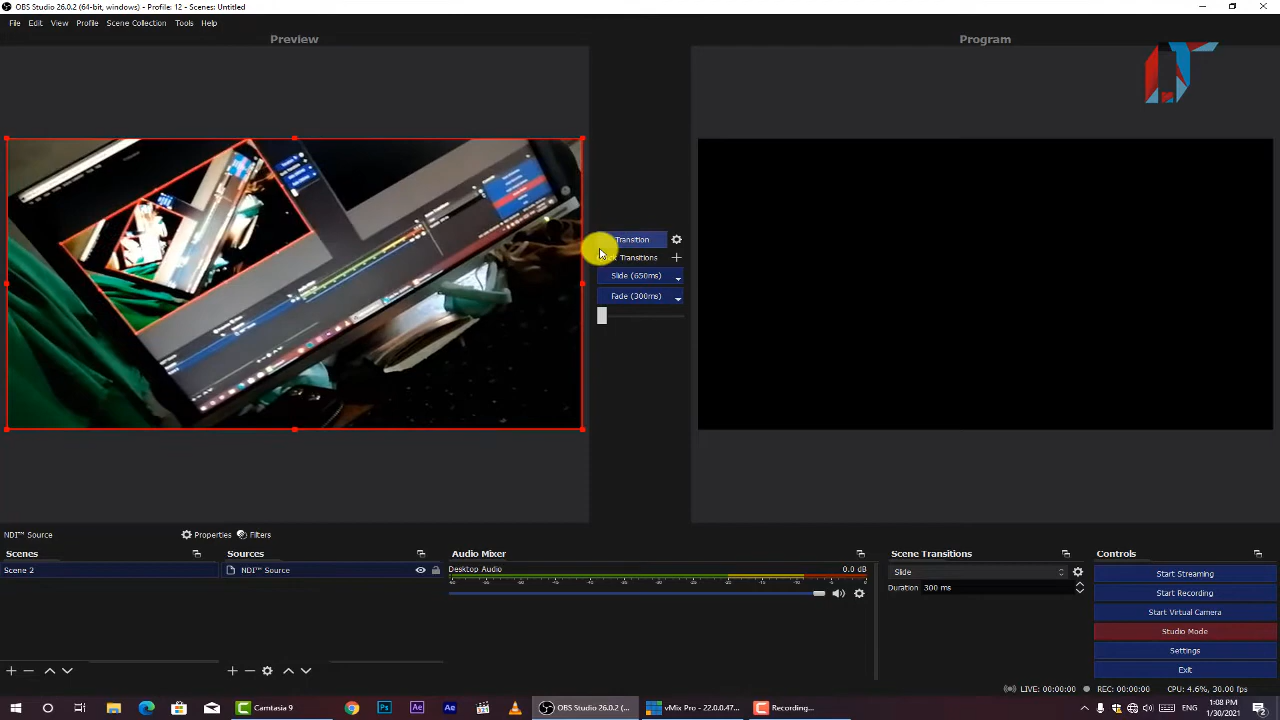 OBS Studio 26.0.2 (64-bit, windows) - Profile: 12 - Scenes: Untitled
File Edit View Profile Scene Collection Tools Help
Preview
Program
Transition
Transitions
Slide (650ms)
Fade (300ms)
NDI™ Source Properties Filters
Scenes
Scene 2
Sources
NDI™ Source
Audio Mixer
Desktop Audio 0.0 dB
Scene Transitions
Slide
Duration 300 ms
Controls
Start Streaming
Start Recording
Start Virtual Camera
Studio Mode
Settings
Exit
LIVE: 00:00:00 REC: 00:00:00 CPU: 4.6%, 30.00 fps
Camtasia 9
OBS Studio 26.0.2 (...
vMix Pro - 22.0.0.47...
Recording...
ENG
1:08 PM
1/30/2021
2